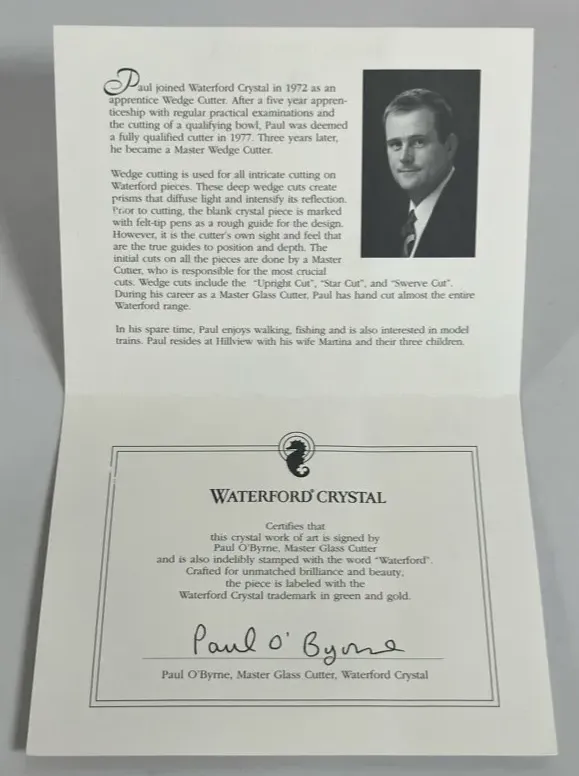 Paul joined Waterford Crystal in 1972 as an
apprentice Wedge Cutter. After a five year appren-
ticeship with regular practical examinations and
the cutting of a qualifying bowl, Paul was deemed
a fully qualified cutter in 1977. Three years later,
he became a Master Wedge Cutter.
Wedge cutting is used for all intricate cutting on
Waterford pieces. These deep wedge cuts create
prisms that diffuse light and intensify its reflection.
Prior to cutting, the blank crystal piece is marked
with felt-tip pens as a rough guide for the design.
However, it is the cutter's own sight and feel that
are the true guides to position and depth. The
initial cuts on all the pieces are done by a Master
Cutter, who is responsible for the most crucial
cuts. Wedge cuts include the "Upright Cut", "Star Cut", and "Swerve Cut".
During his career as a Master Glass Cutter, Paul has hand cut almost the entire
Waterford range.
In his spare time, Paul enjoys walking, fishing and is also interested in model
trains. Paul resides at Hillview with his wife Martina and their three children.
WATERFORD® CRYSTAL
Certifies that
this crystal work of art is signed by
Paul O'Byrne, Master Glass Cutter
and is also indelibly stamped with the word "Waterford".
Crafted for unmatched brilliance and beauty,
the piece is labeled with the
Waterford Crystal trademark in green and gold.
Paul O'Byrne
Paul O'Byrne, Master Glass Cutter, Waterford Crystal